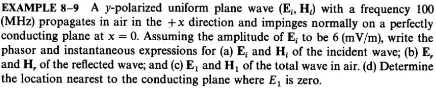 EXAMPLE 8–9 A y-polarized uniform plane wave (Eᵢ, Hᵢ) with a frequency 100
(MHz) propagates in air in the +x direction and impinges normally on a perfectly
conducting plane at x = 0. Assuming the amplitude of Eᵢ to be 6 (mV/m), write the
phasor and instantaneous expressions for (a) Eᵢ and Hᵢ of the incident wave; (b) Eᵣ
and Hᵣ of the reflected wave; and (c) E₁ and H₁ of the total wave in air. (d) Determine
the location nearest to the conducting plane where E₁ is zero.